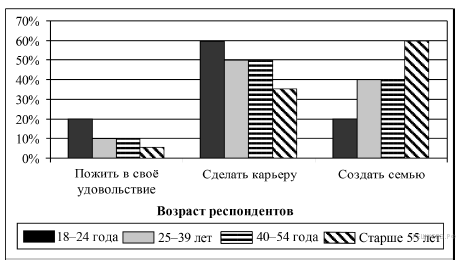 70%
60%
50%
40%
30%
20%
10%
0%
Пожить в своё
удовольствие
Сделать карьеру
Создать семью
Возраст респондентов
18–24 года
25–39 лет
40–54 года
Старше 55 лет